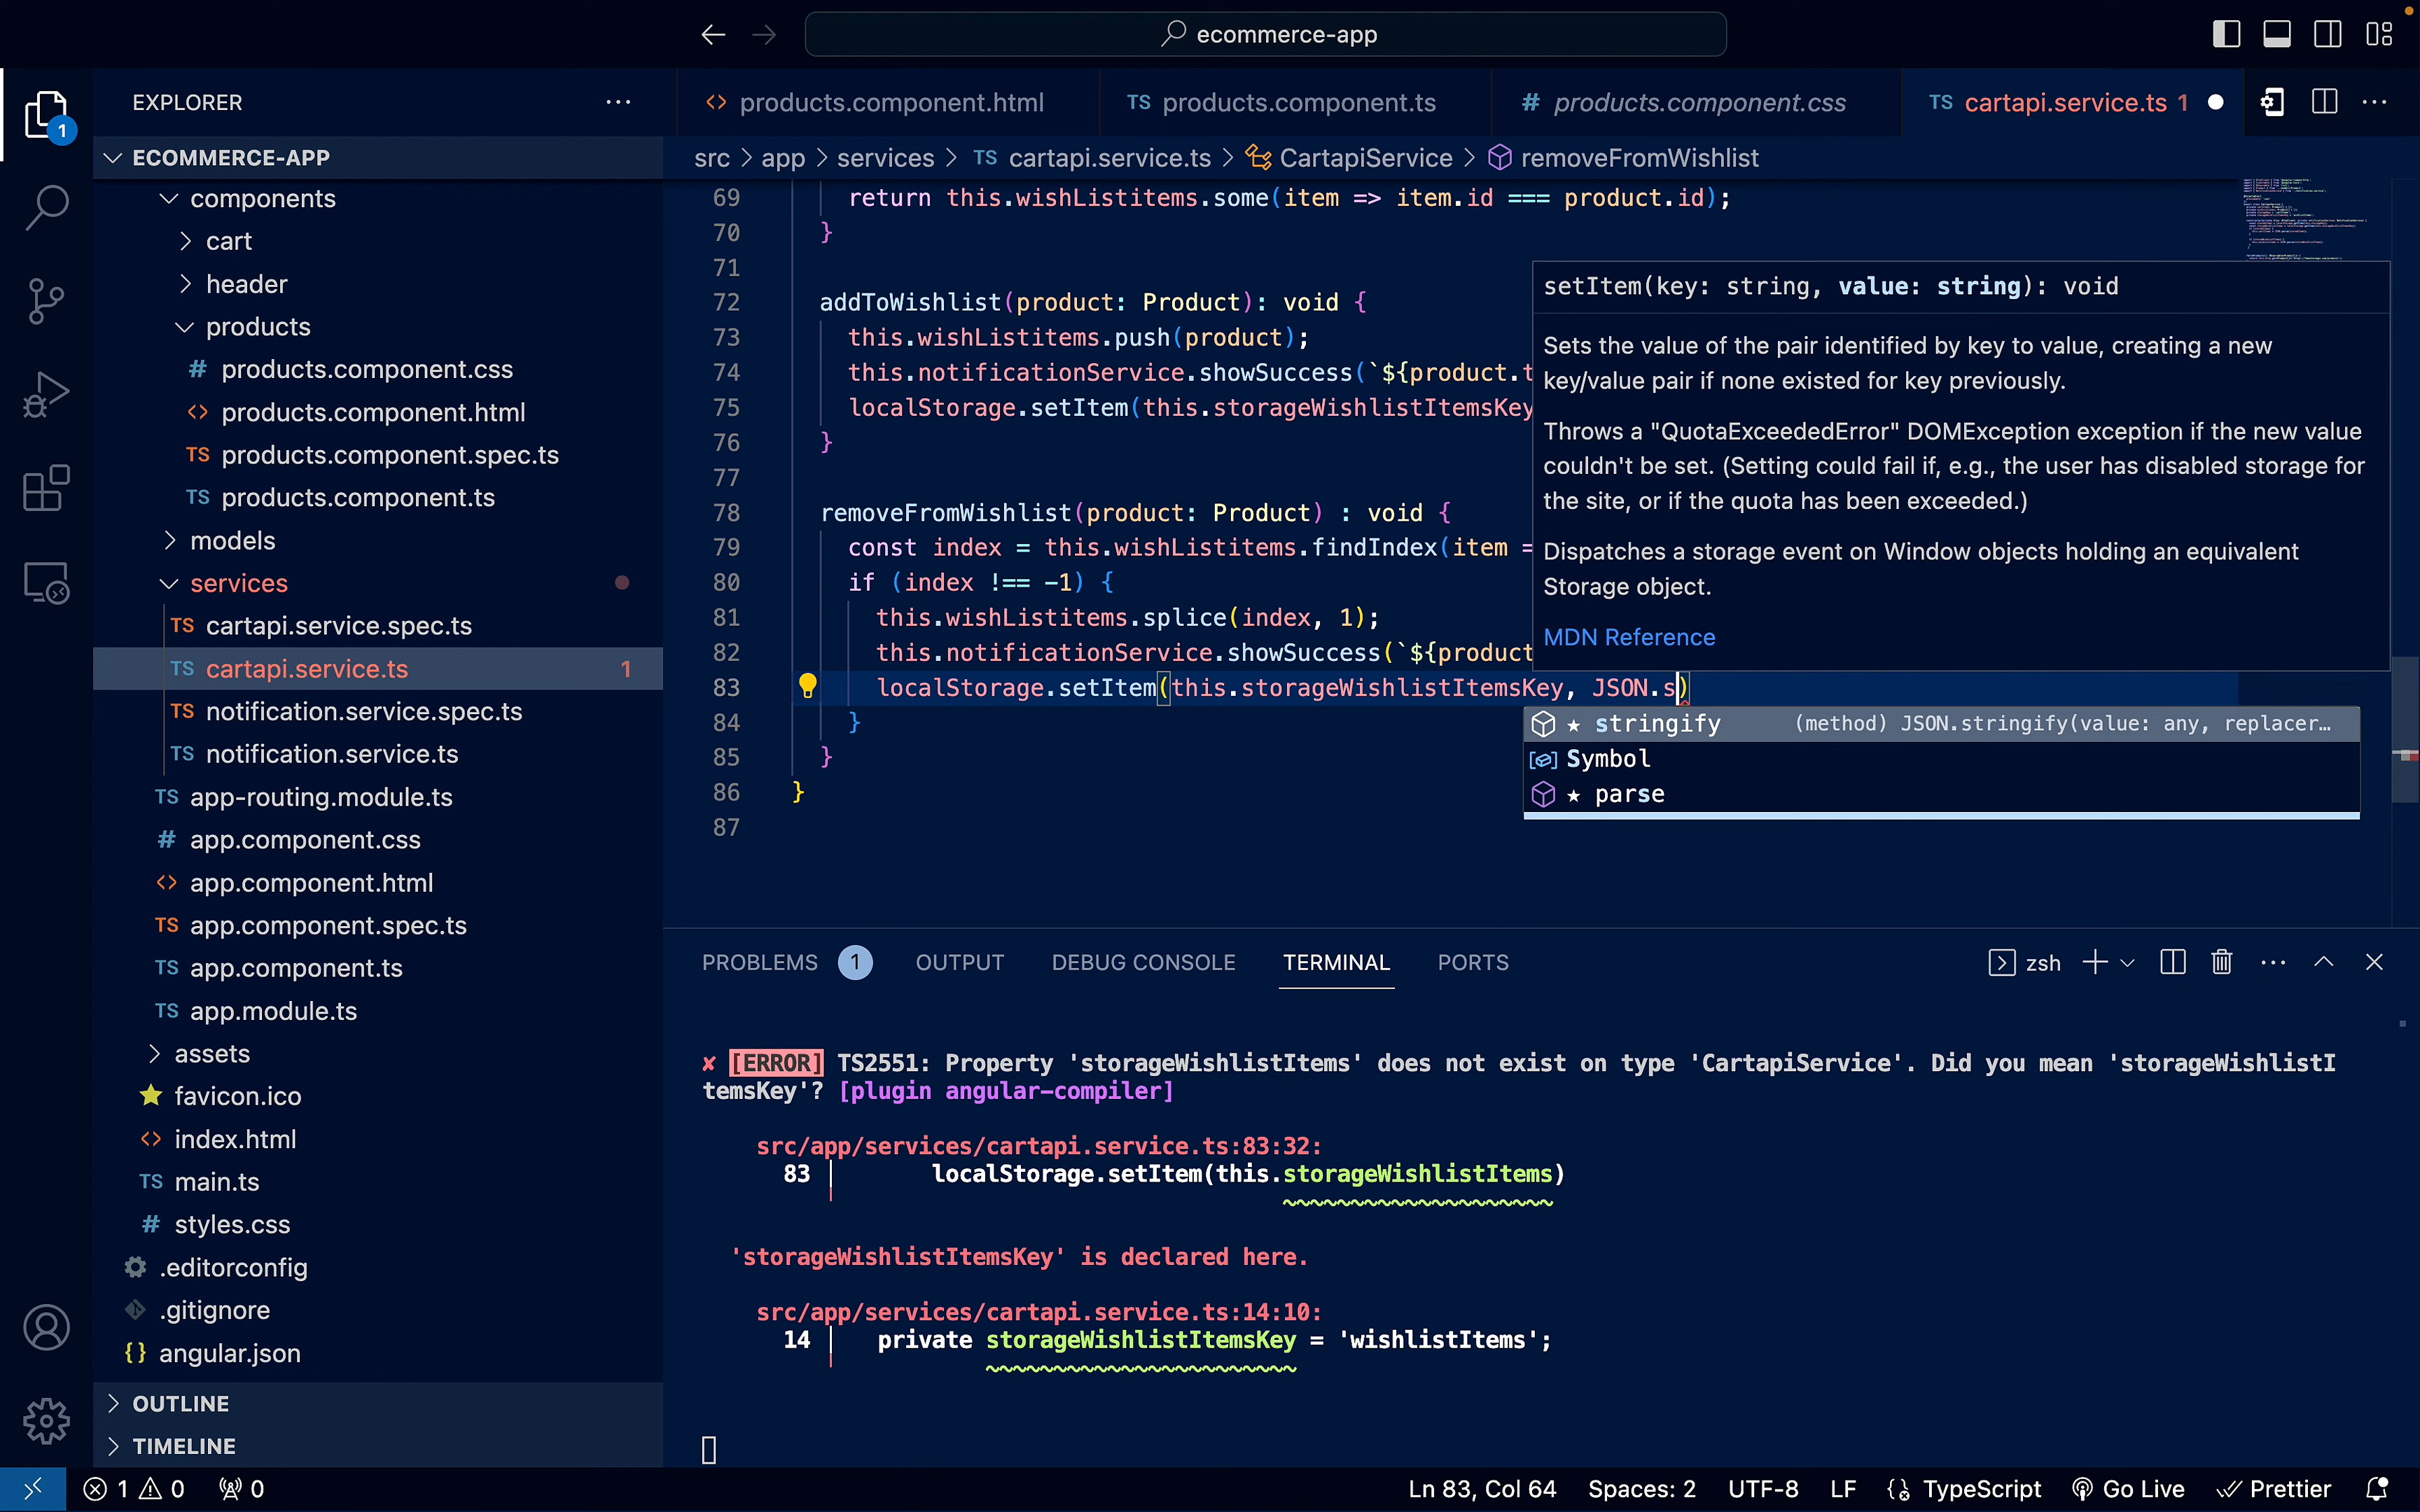 ecommerce-app
EXPLORER
products.component.html
TS products.component.ts
# products.component.css
TS cartapi.service.ts 1
1
ECOMMERCE-APP
src > app > services > TS cartapi.service.ts > CartapiService > removeFromWishlist
components
cart
header
products
# products.component.css
<> products.component.html
TS products.component.spec.ts
TS products.component.ts
models
services
TS cartapi.service.spec.ts
TS cartapi.service.ts 1
TS notification.service.spec.ts
TS notification.service.ts
TS app-routing.module.ts
# app.component.css
<> app.component.html
TS app.component.spec.ts
TS app.component.ts
TS app.module.ts
assets
favicon.ico
<> index.html
TS main.ts
# styles.css
.editorconfig
.gitignore
{} angular.json
OUTLINE
TIMELINE
69 return this.wishListitems.some(item => item.id === product.id);
70 }
71
72 addToWishlist(product: Product): void {
73 this.wishListitems.push(product);
74 this.notificationService.showSuccess(`${product.t
75 localStorage.setItem(this.storageWishlistItemsKey
76 }
77
78 removeFromWishlist(product: Product) : void {
79 const index = this.wishListitems.findIndex(item =
80 if (index !== -1) {
81 this.wishListitems.splice(index, 1);
82 this.notificationService.showSuccess(`${product
83 localStorage.setItem(this.storageWishlistItemsKey, JSON.s)
84 }
85 }
86 }
87
setItem(key: string, value: string): void
Sets the value of the pair identified by key to value, creating a new
key/value pair if none existed for key previously.
Throws a "QuotaExceededError" DOMException exception if the new value
couldn't be set. (Setting could fail if, e.g., the user has disabled storage for
the site, or if the quota has been exceeded.)
Dispatches a storage event on Window objects holding an equivalent
Storage object.
MDN Reference
★ stringify (method) JSON.stringify(value: any, replacer…
Symbol
★ parse
PROBLEMS 1 OUTPUT DEBUG CONSOLE TERMINAL PORTS
zsh
✘ [ERROR] TS2551: Property 'storageWishlistItems' does not exist on type 'CartapiService'. Did you mean 'storageWishlistI
temsKey'? [plugin angular-compiler]
src/app/services/cartapi.service.ts:83:32:
83 │ localStorage.setItem(this.storageWishlistItems)
'storageWishlistItemsKey' is declared here.
src/app/services/cartapi.service.ts:14:10:
14 │ private storageWishlistItemsKey = 'wishlistItems';
1 0 0
Ln 83, Col 64 Spaces: 2 UTF-8 LF TypeScript Go Live Prettier